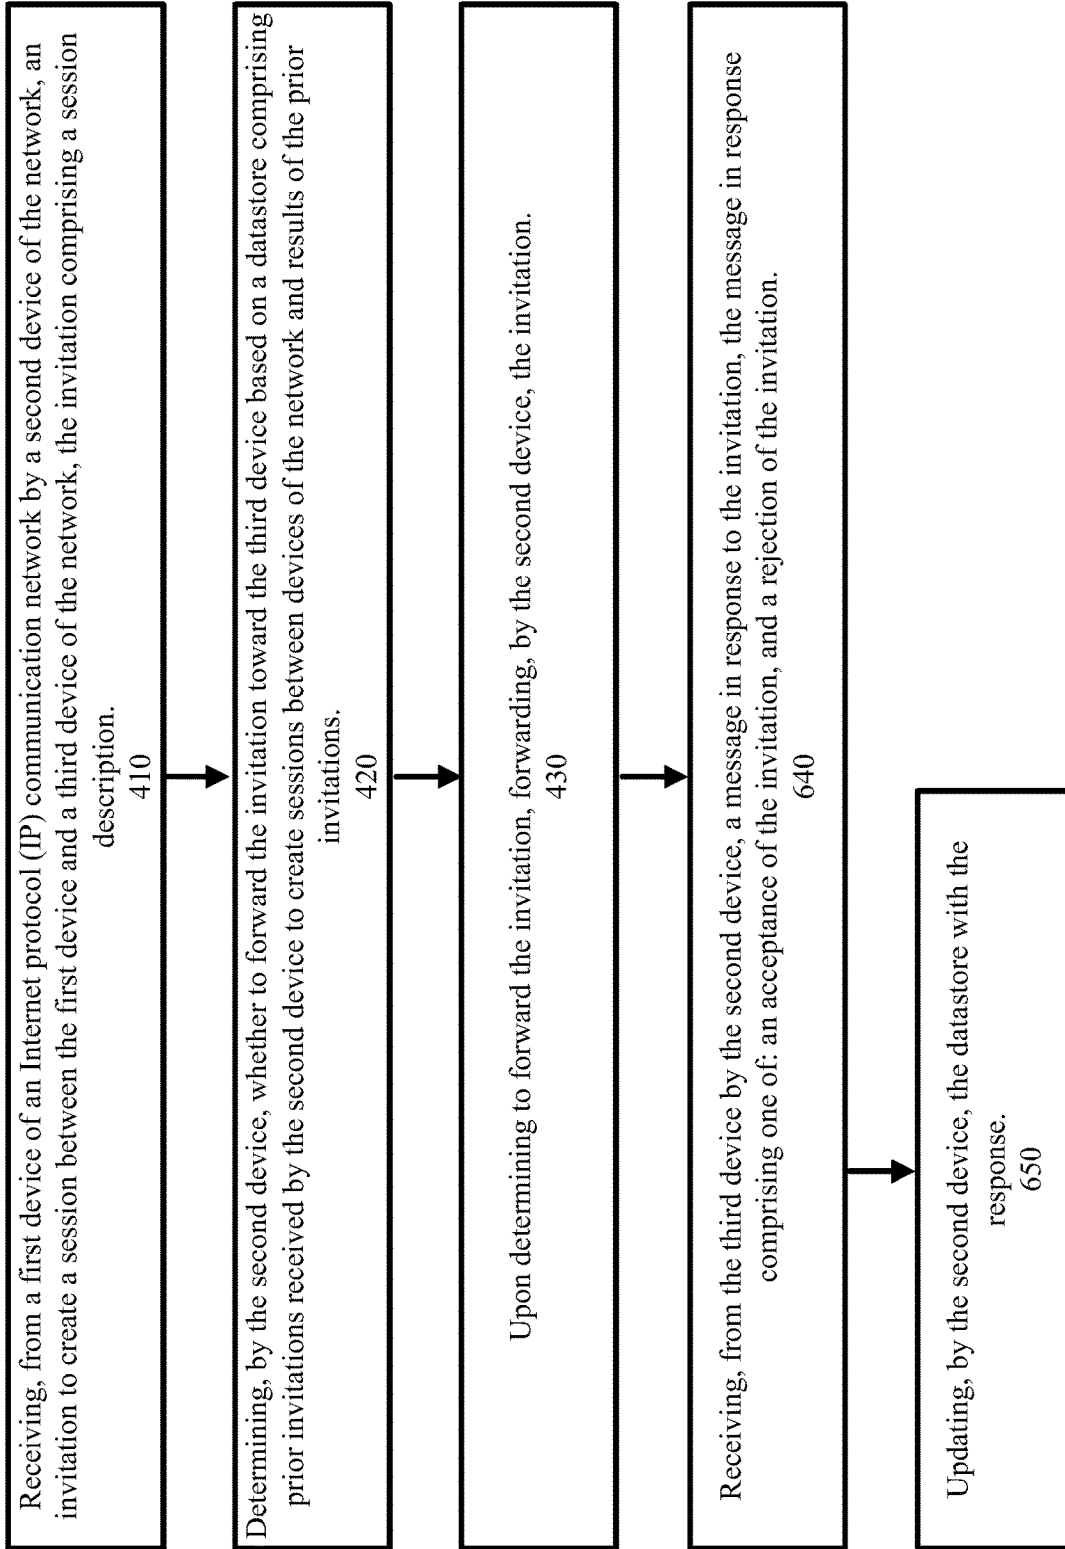 Receiving, from a first device of an Internet protocol (IP) communication network by a second device of the network, an
invitation to create a session between the first device and a third device of the network, the invitation comprising a session
description.
410
Determining, by the second device, whether to forward the invitation toward the third device based on a datastore comprising
prior invitations received by the second device to create sessions between devices of the network and results of the prior
invitations.
420
Upon determining to forward the invitation, forwarding, by the second device, the invitation.
430
Receiving, from the third device by the second device, a message in response to the invitation, the message in response
comprising one of: an acceptance of the invitation, and a rejection of the invitation.
640
Updating, by the second device, the datastore with the
response.
650